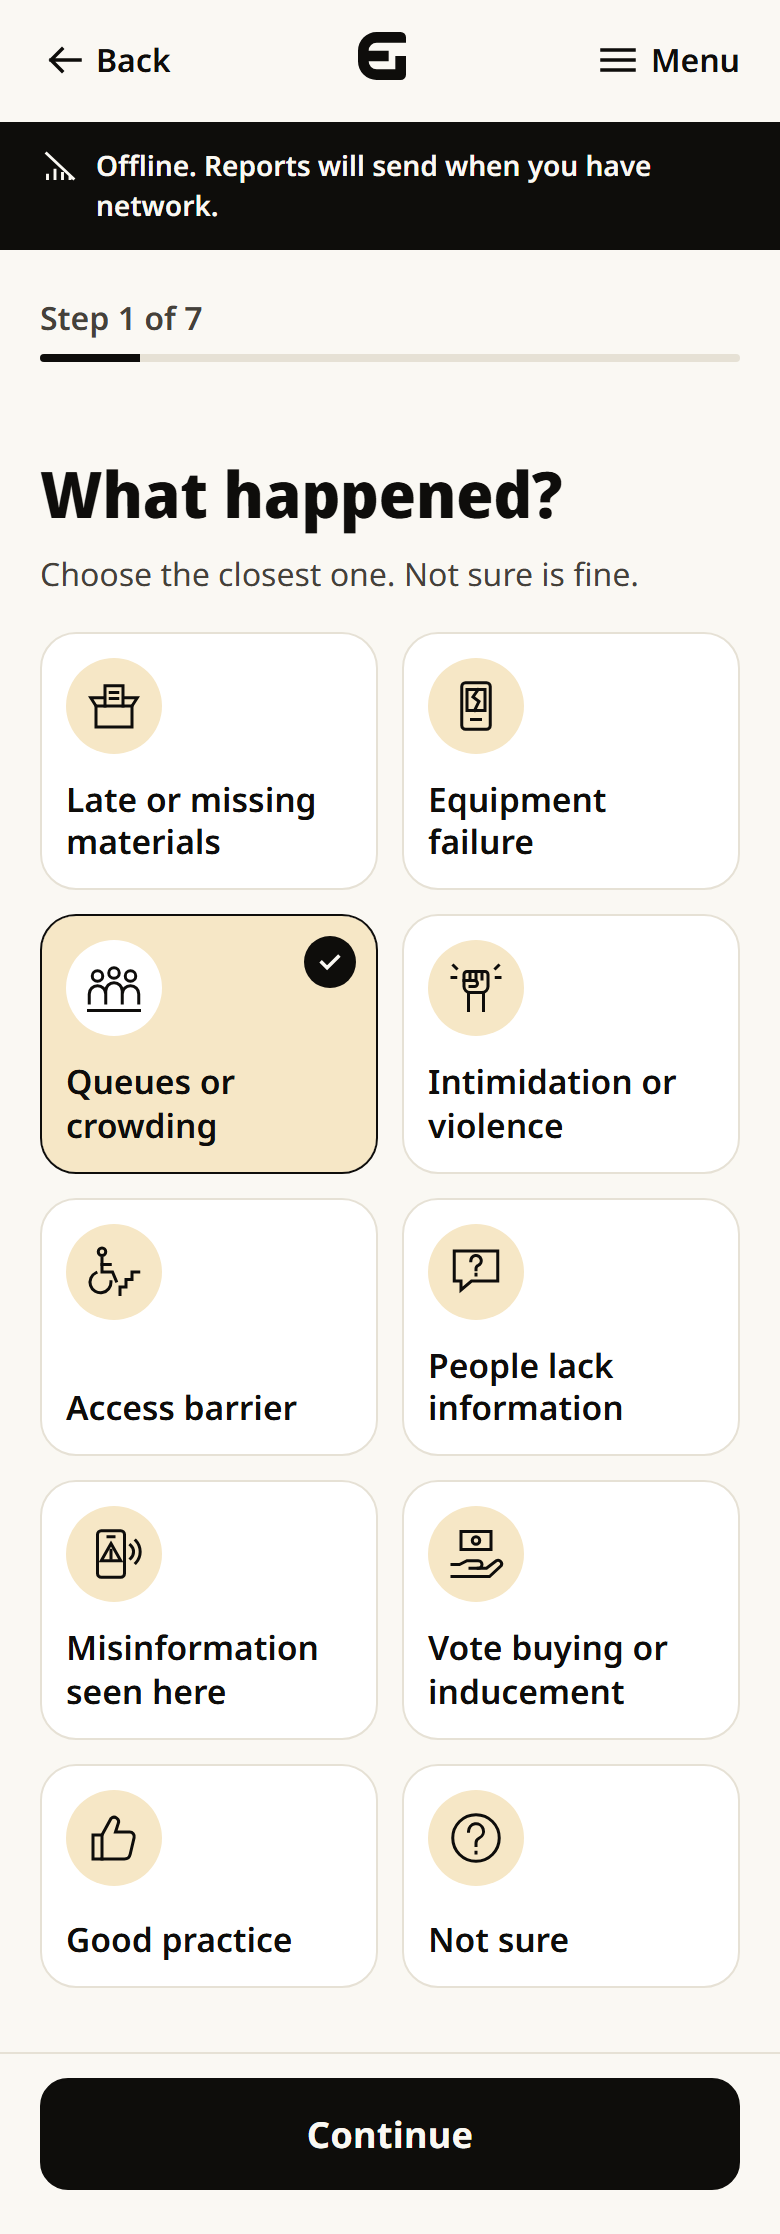 Back
Menu
Offline. Reports will send when you have
network.
Step 1 of 7
What happened?
Choose the closest one. Not sure is fine.
Late or missing
materials
Equipment
failure
Queues or
crowding
Intimidation or
violence
Access barrier
People lack
information
Misinformation
seen here
Vote buying or
inducement
Good practice
Not sure
Continue